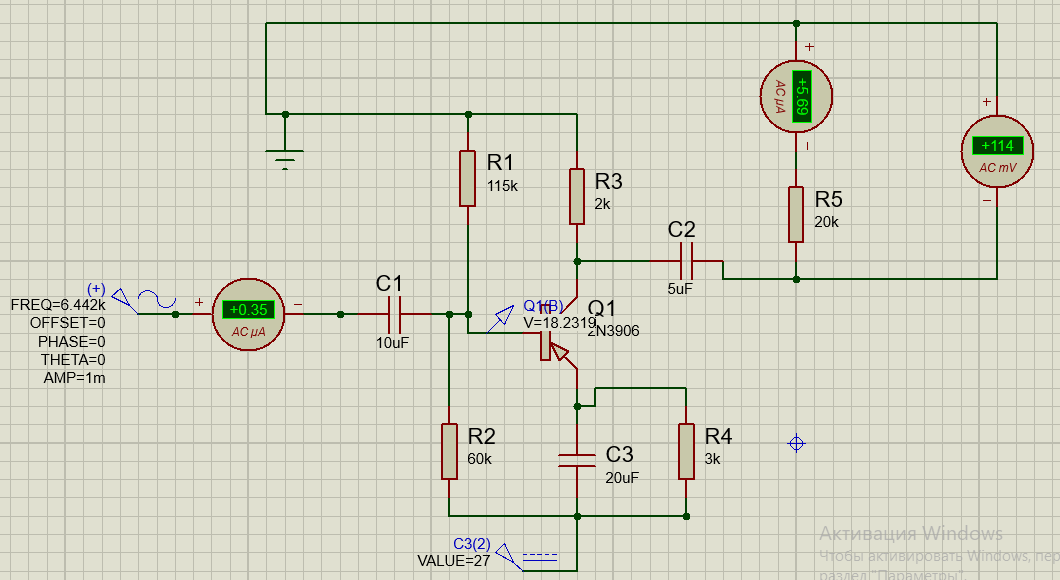 +
+5.69
AC µA
−
+
+114
AC mV
−
R1
115k
R3
2k
R5
20k
C2
5uF
(+)
FREQ=6.442k
OFFSET=0
PHASE=0
THETA=0
AMP=1m
+
+0.35
AC µA
−
C1
10uF
Q1(B)
V=18.2319
Q1
2N3906
R2
60k
C3
20uF
R4
3k
C3(2)
VALUE=27
Активация Windows
Чтобы активировать Windows, пер
раздел "Параметры"